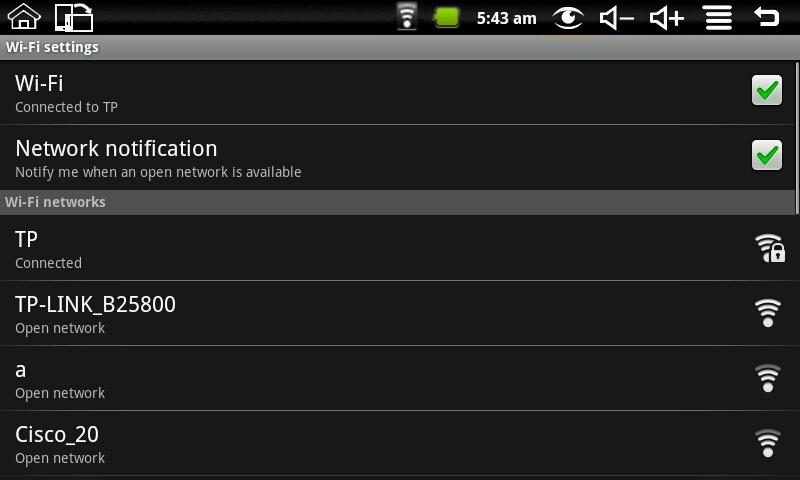 5:43 am
Wi-Fi settings
Wi-Fi
Connected to TP
Network notification
Notify me when an open network is available
Wi-Fi networks
TP
Connected
TP-LINK_B25800
Open network
a
Open network
Cisco_20
Open network